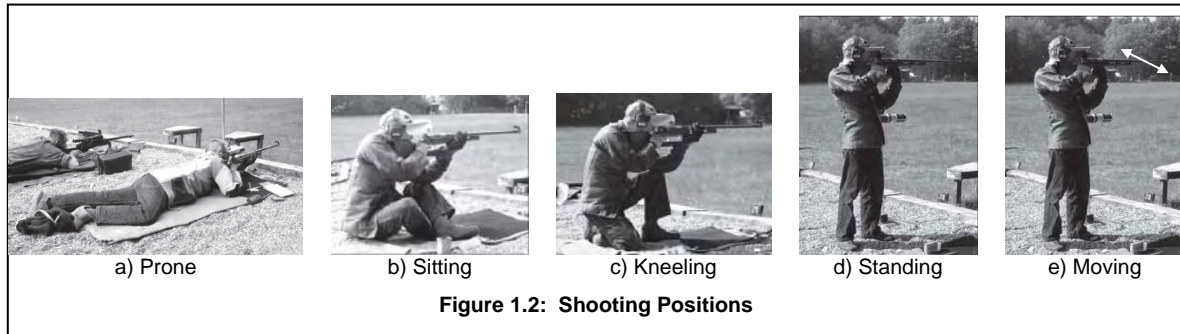 a) Prone
b) Sitting
c) Kneeling
d) Standing
e) Moving
Figure 1.2:  Shooting Positions